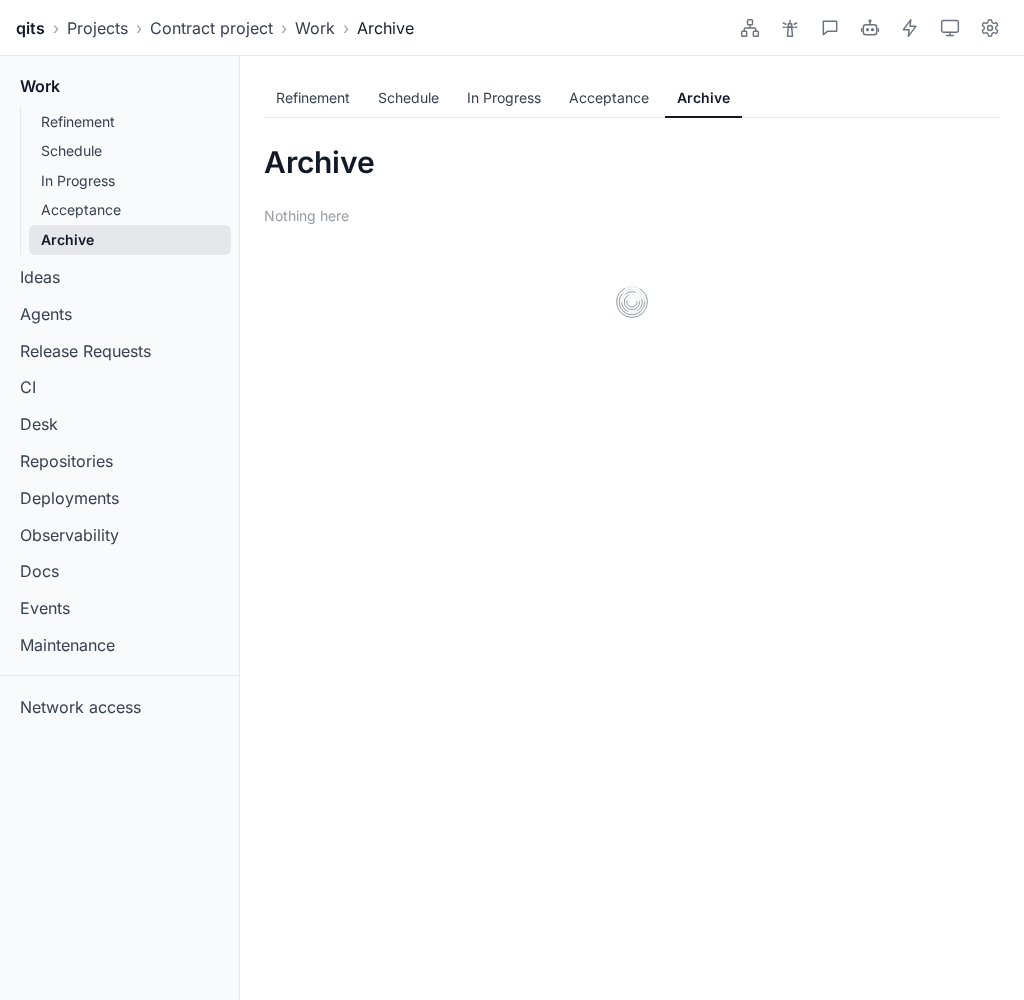 qits › Projects › Contract project › Work › Archive
Work
Refinement
Schedule
In Progress
Acceptance
Archive
Ideas
Agents
Release Requests
CI
Desk
Repositories
Deployments
Observability
Docs
Events
Maintenance
Network access
Refinement Schedule In Progress Acceptance Archive
Archive
Nothing here